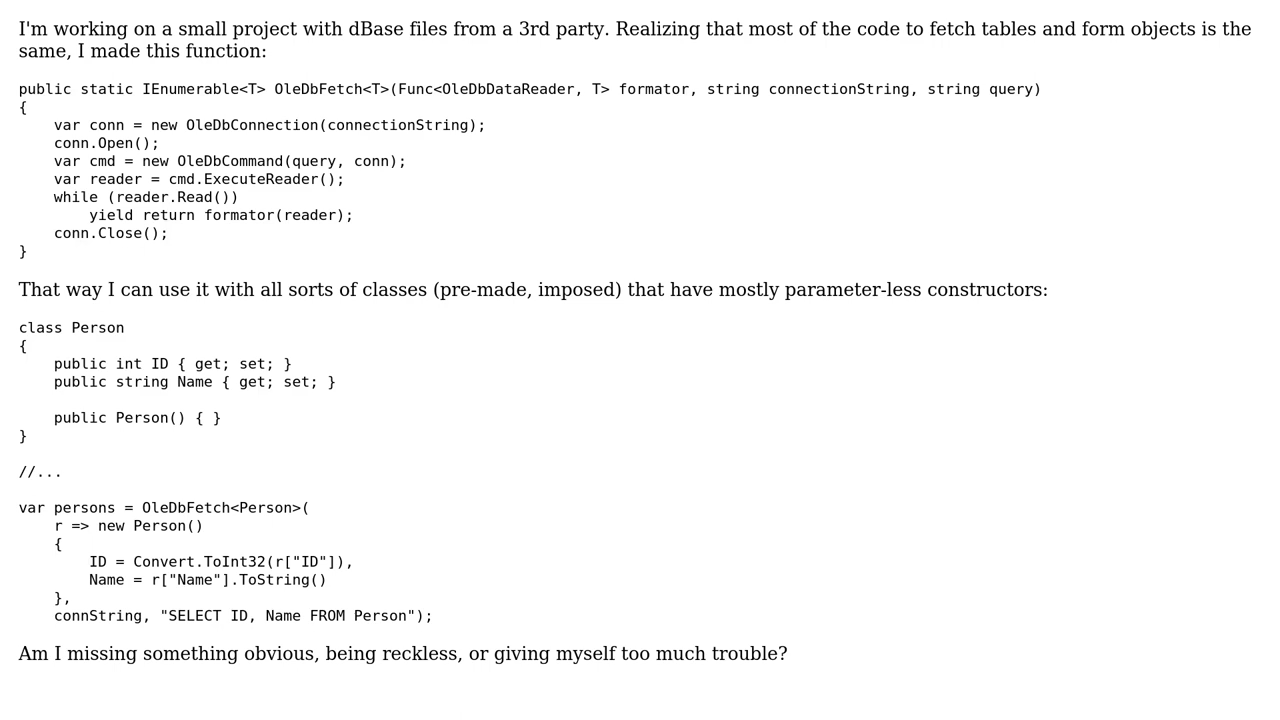 I'm working on a small project with dBase files from a 3rd party. Realizing that most of the code to fetch tables and form objects is the
same, I made this function:
public static IEnumerable<T> OleDbFetch<T>(Func<OleDbDataReader, T> formator, string connectionString, string query)
{
    var conn = new OleDbConnection(connectionString);
    conn.Open();
    var cmd = new OleDbCommand(query, conn);
    var reader = cmd.ExecuteReader();
    while (reader.Read())
        yield return formator(reader);
    conn.Close();
}
That way I can use it with all sorts of classes (pre-made, imposed) that have mostly parameter-less constructors:
class Person
{
    public int ID { get; set; }
    public string Name { get; set; }

    public Person() { }
}

//...

var persons = OleDbFetch<Person>(
    r => new Person()
    {
        ID = Convert.ToInt32(r["ID"]),
        Name = r["Name"].ToString()
    },
    connString, "SELECT ID, Name FROM Person");
Am I missing something obvious, being reckless, or giving myself too much trouble?